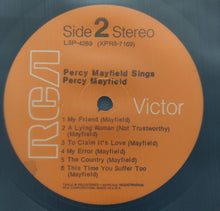 Side 2 Stereo
LSP-4269 (XPRS-7169)
Percy Mayfield Sings
Percy Mayfield
RCA
Victor
1 My Friend (Mayfield)
2 A Lying Woman (Not Trustworthy)
(Mayfield)
3 To Claim It's Love (Mayfield)
4 My Error (Mayfield)
5 The Country (Mayfield)
6 This Time You Suffer Too
(Mayfield)